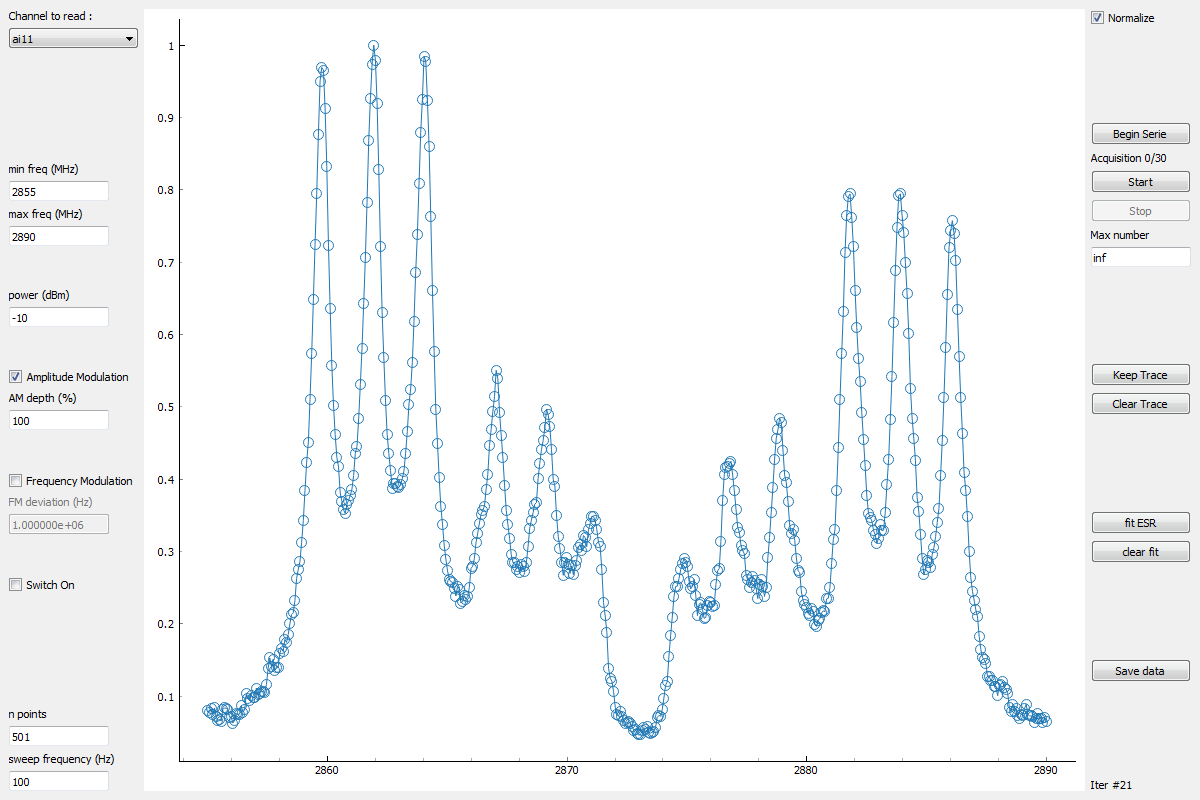 Channel to read :
ai11
min freq (MHz)
2855
max freq (MHz)
2890
power (dBm)
-10
Amplitude Modulation
AM depth (%)
100
Frequency Modulation
FM deviation (Hz)
1.000000e+06
Switch On
n points
501
sweep frequency (Hz)
100
1
0.9
0.8
0.7
0.6
0.5
0.4
0.3
0.2
0.1
2860 2870 2880 2890
Normalize
Begin Serie
Acquisition 0/30
Start
Stop
Max number
inf
Keep Trace
Clear Trace
fit ESR
clear fit
Save data
Iter #21